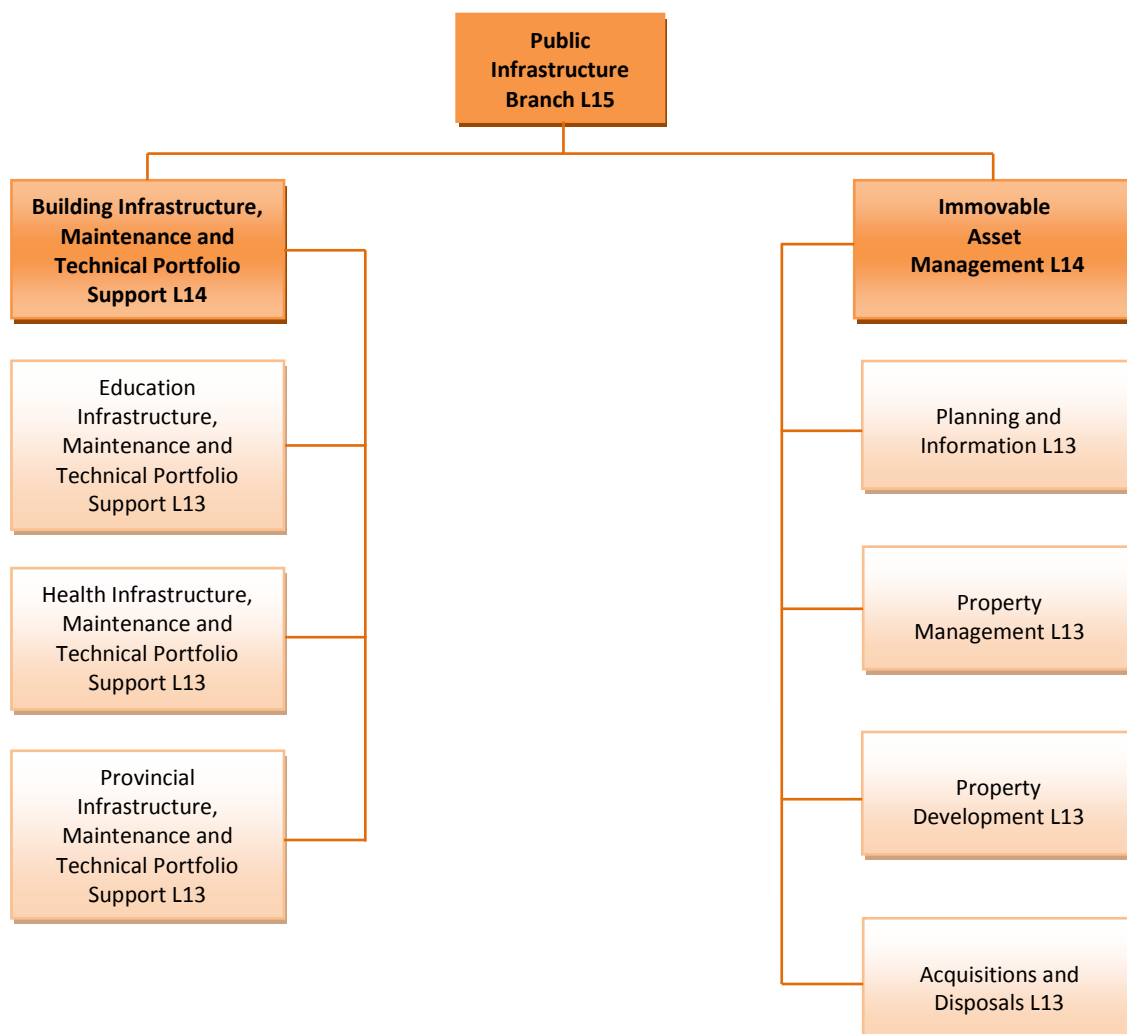 Public
Infrastructure
Branch L15
Building Infrastructure,
Maintenance and
Technical Portfolio
Support L14
Immovable
Asset
Management L14
Education
Infrastructure,
Maintenance and
Technical Portfolio
Support L13
Planning and
Information L13
Health Infrastructure,
Maintenance and
Technical Portfolio
Support L13
Property
Management L13
Provincial
Infrastructure,
Maintenance and
Technical Portfolio
Support L13
Property
Development L13
Acquisitions and
Disposals L13